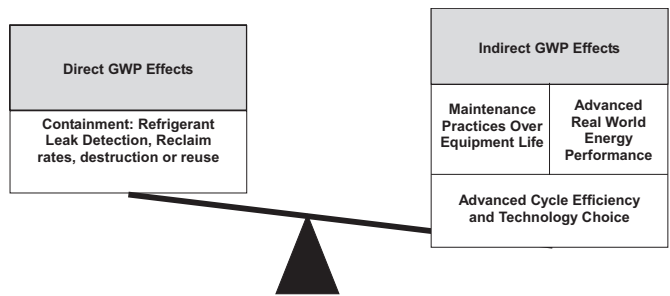 Direct GWP Effects
Containment: Refrigerant
Leak Detection, Reclaim
rates, destruction or reuse
Indirect GWP Effects
Maintenance
Practices Over
Equipment Life
Advanced
Real World
Energy
Performance
Advanced Cycle Efficiency
and Technology Choice